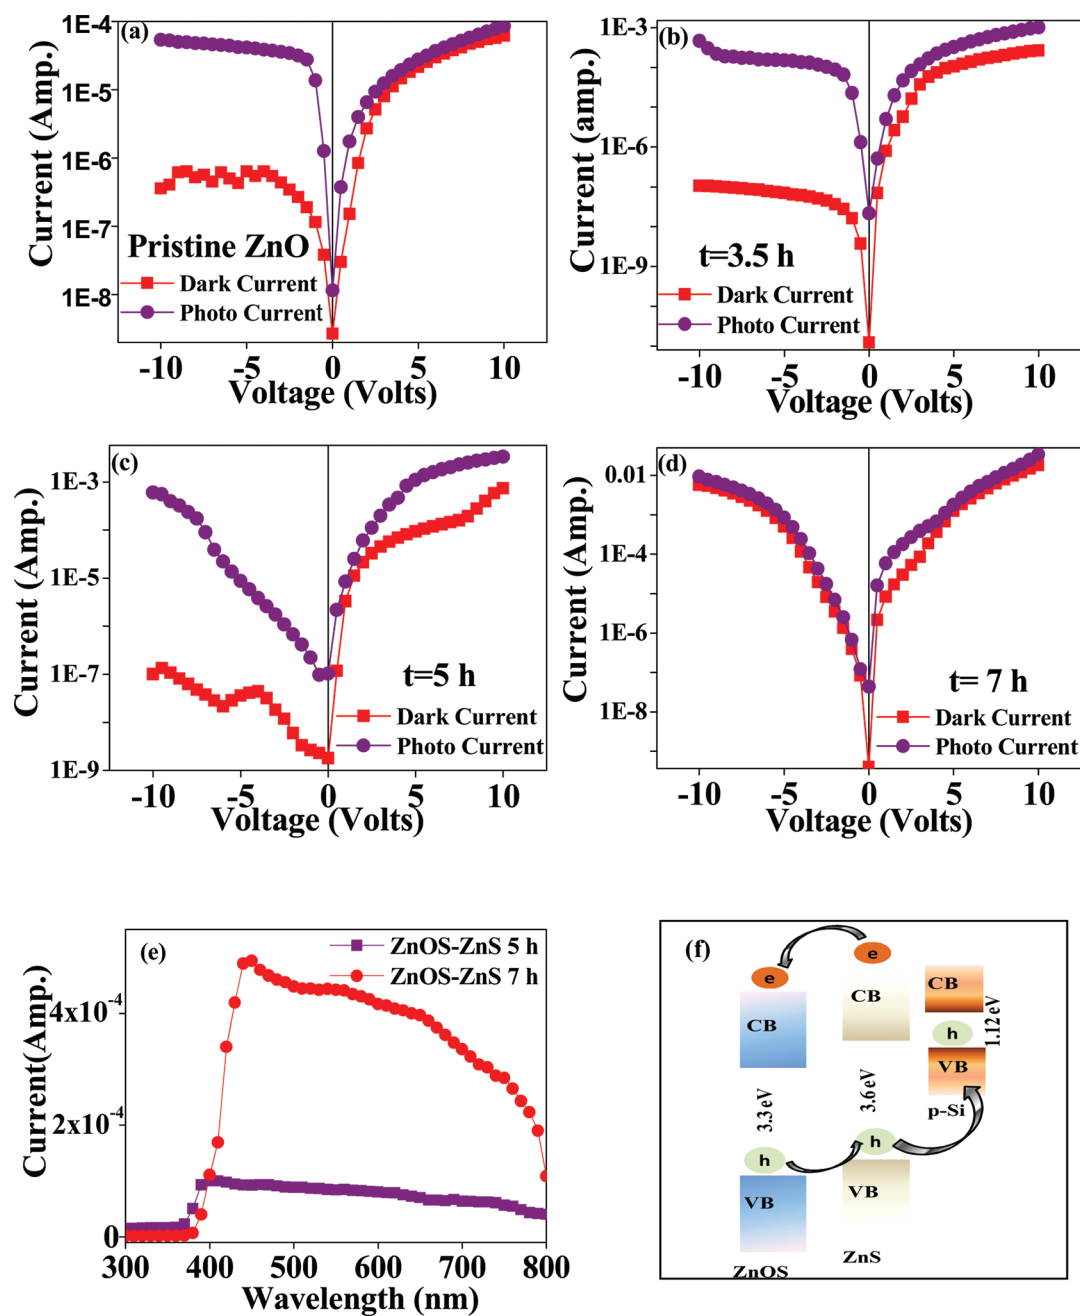 (a)
1E-4
1E-5
1E-6
1E-7
1E-8
Current (Amp.)
Pristine ZnO
Dark Current
Photo Current
-10 -5 0 5 10
Voltage (Volts)
(b)
1E-3
1E-6
1E-9
Current (amp.)
t=3.5 h
Dark Current
Photo Current
-10 -5 0 5 10
Voltage (Volts)
(c)
1E-3
1E-5
1E-7
1E-9
Current (Amp.)
t=5 h
Dark Current
Photo Current
-10 -5 0 5 10
Voltage (Volts)
(d)
0.01
1E-4
1E-6
1E-8
Current (Amp.)
t= 7 h
Dark Current
Photo Current
-10 -5 0 5 10
Voltage (Volts)
(e)
ZnOS-ZnS 5 h
ZnOS-ZnS 7 h
4x10⁻⁴
2x10⁻⁴
0
Current(Amp.)
300 400 500 600 700 800
Wavelength (nm)
(f)
e
e
CB
CB
CB
h
1.12 eV
VB
p-Si
3.3 eV
3.6 eV
h
h
VB
VB
ZnOS
ZnS